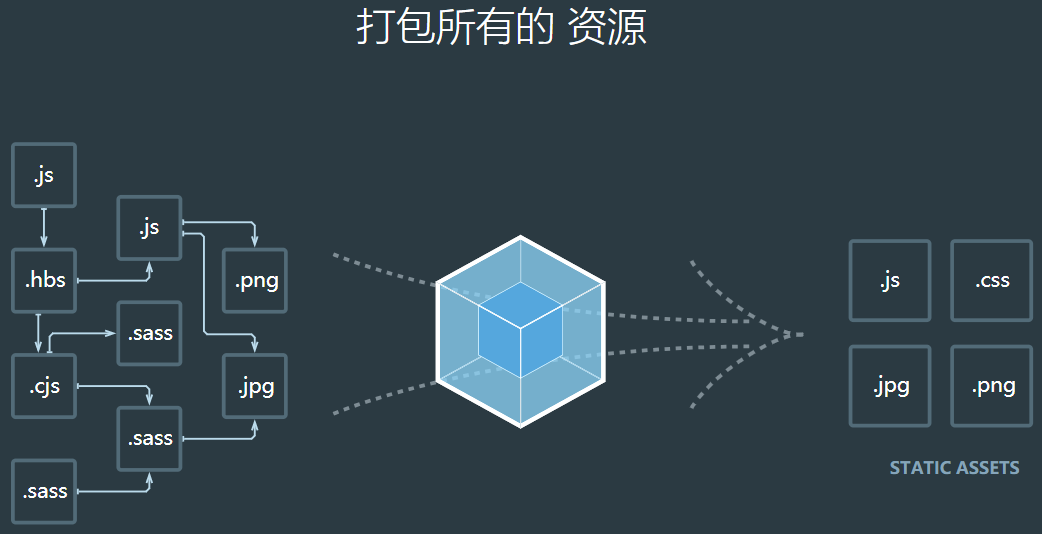 打包所有的 资源
.js
.js
.hbs
.png
.sass
.cjs
.jpg
.sass
.sass
.js
.css
.jpg
.png
STATIC ASSETS